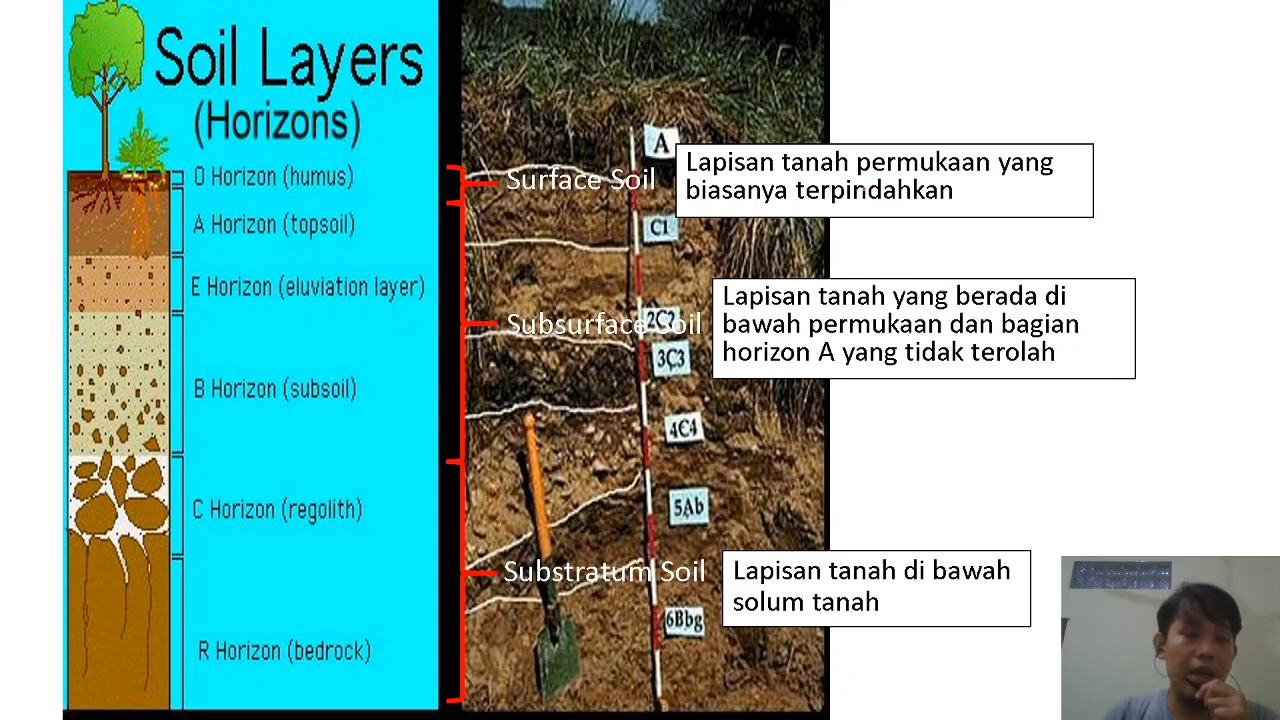 Soil Layers
(Horizons)
O Horizon (humus)
A Horizon (topsoil)
E Horizon (eluviation layer)
B Horizon (subsoil)
C Horizon (regolith)
R Horizon (bedrock)
Surface Soil
Subsurface Soil
Substratum Soil
A
C1
2C2
3C3
4C4
5Ab
6Bbg
Lapisan tanah permukaan yang
biasanya terpindahkan
Lapisan tanah yang berada di
bawah permukaan dan bagian
horizon A yang tidak terolah
Lapisan tanah di bawah
solum tanah